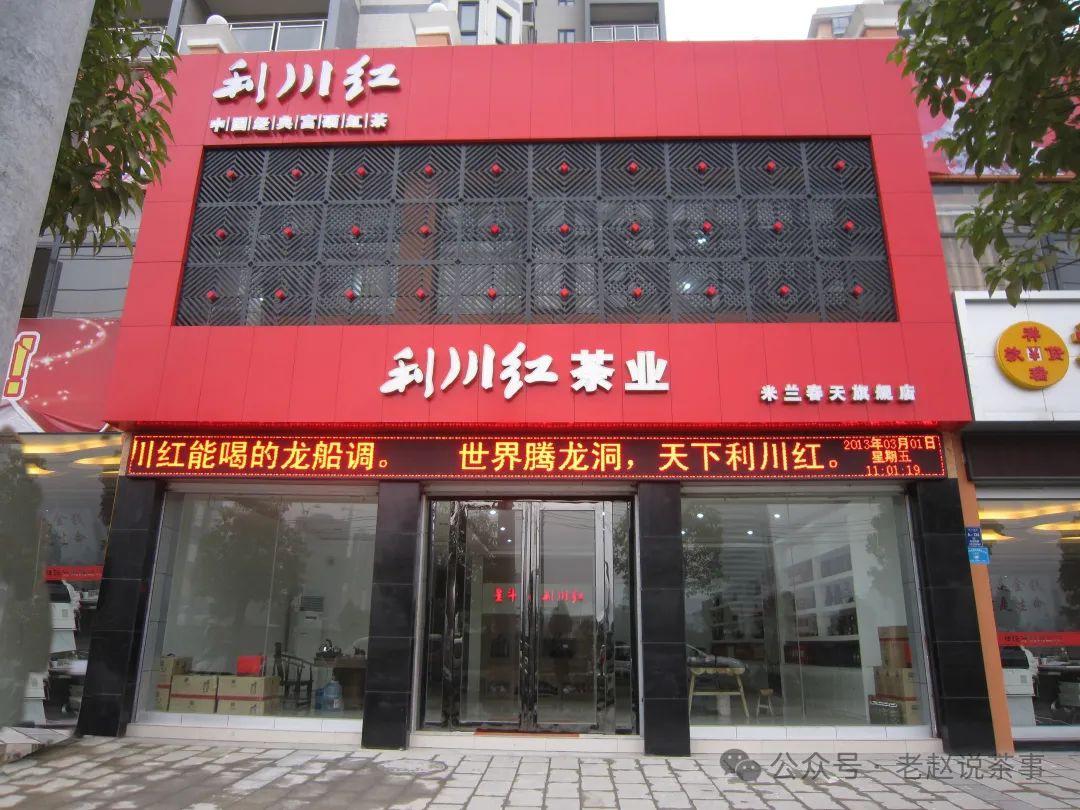 利川红
中国经典高端红茶
利川红茶业
米兰春天旗舰店
川红能喝的龙船调。 世界腾龙洞，天下利川红。
2013年03月01日
星期五
11:01:19
星斗 利川红
公众号·老赵说茶事